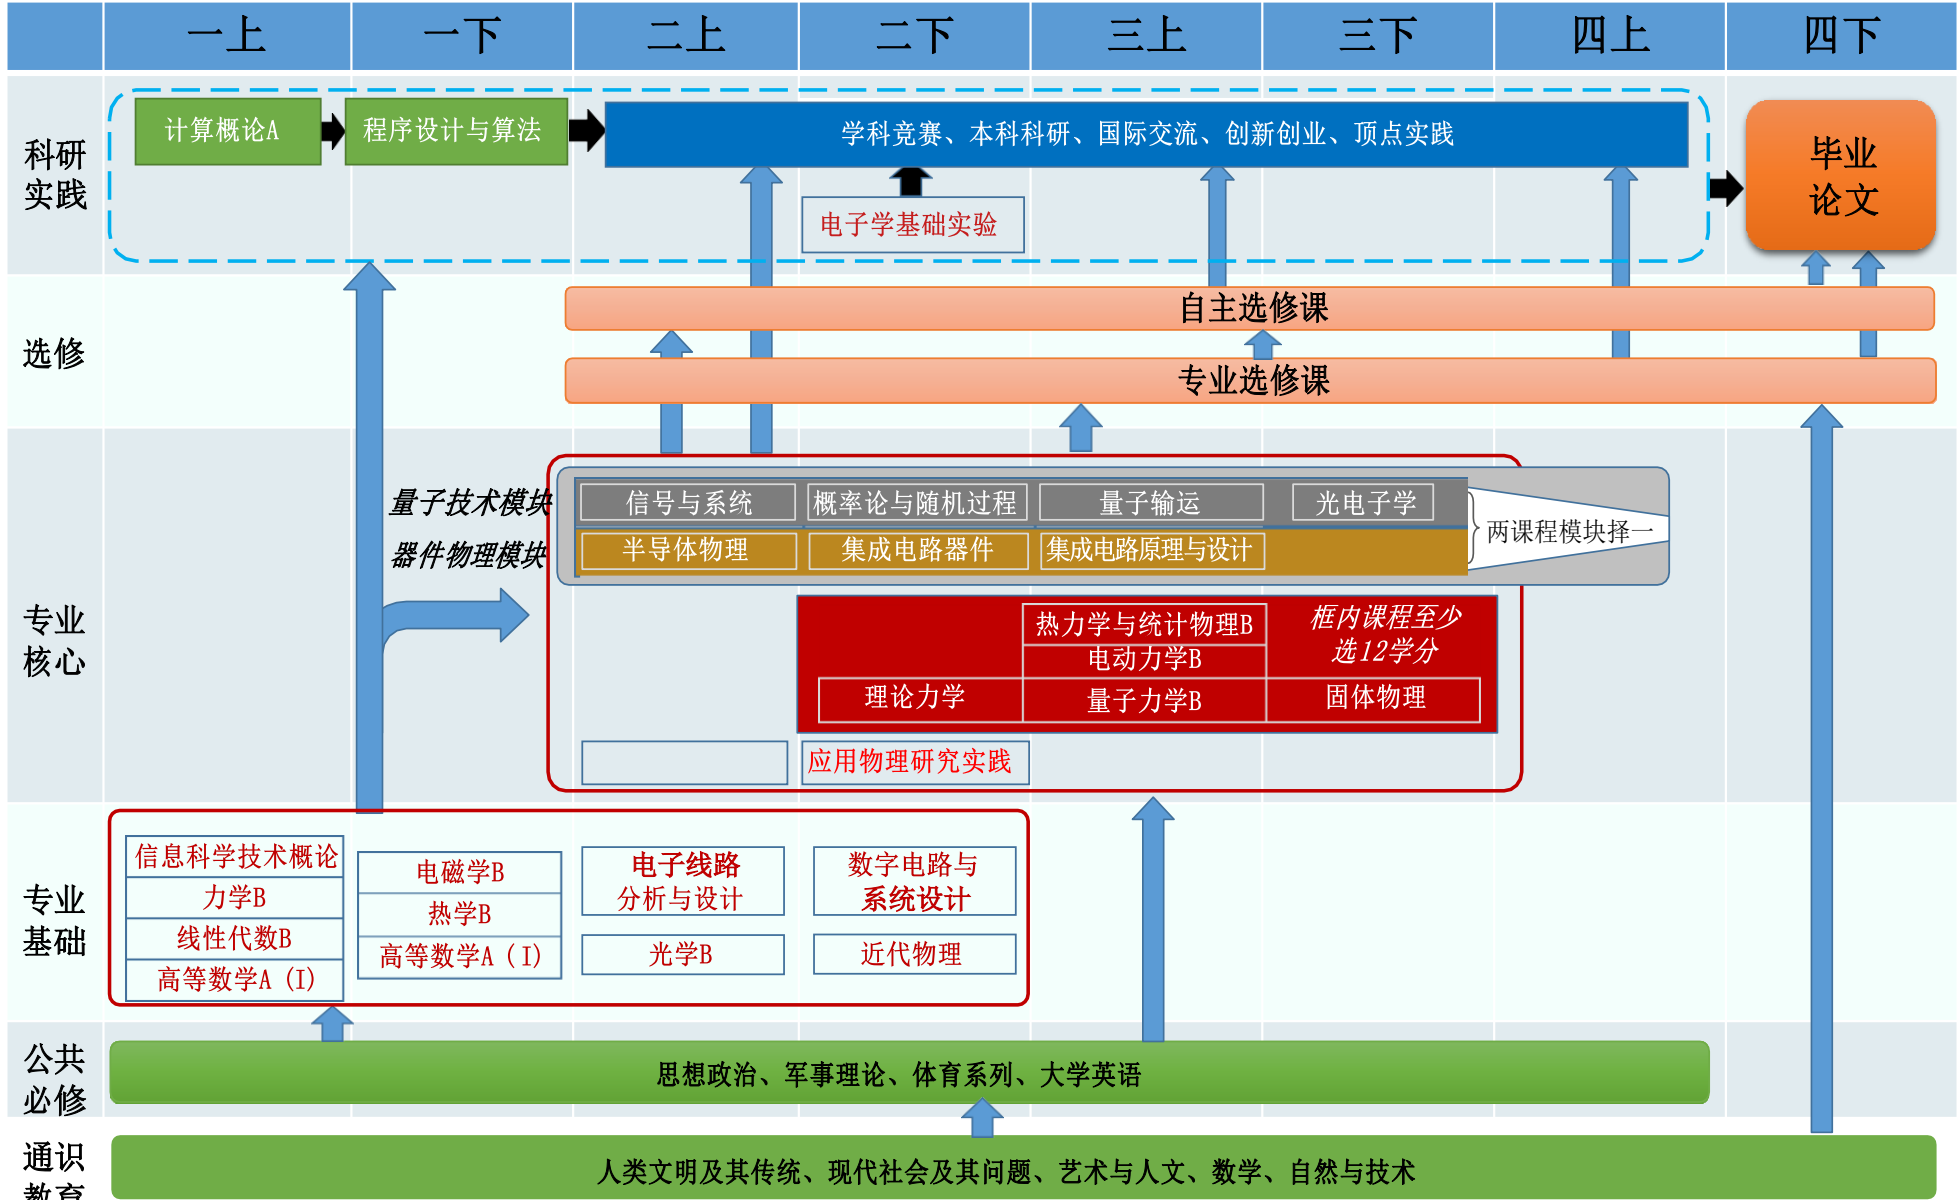 一上 一下 二上 二下 三上 三下 四上 四下
科研
实践
计算概论A
程序设计与算法
学科竞赛、本科科研、国际交流、创新创业、顶点实践
电子学基础实验
毕业
论文
选修
自主选修课
专业选修课
专业
核心
量子技术模块
信号与系统
概率论与随机过程
量子输运
光电子学
器件物理模块
半导体物理
集成电路器件
集成电路原理与设计
两课程模块择一
热力学与统计物理B
电动力学B
框内课程至少
选12学分
理论力学
量子力学B
固体物理
应用物理研究实践
专业
基础
信息科学技术概论
力学B
线性代数B
高等数学A (I)
电磁学B
热学B
高等数学A (I)
电子线路
分析与设计
光学B
数字电路与
系统设计
近代物理
公共
必修
思想政治、军事理论、体育系列、大学英语
通识
教育
人类文明及其传统、现代社会及其问题、艺术与人文、数学、自然与技术